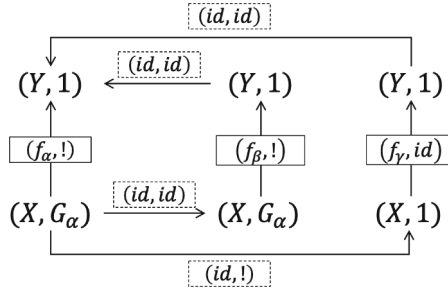 (id, id)
(Y, 1) (id, id) (Y, 1) (Y, 1)
(f_α, !) (f_β, !) (f_γ, id)
(id, id)
(X, G_α) (X, G_α) (X, 1)
(id, !)